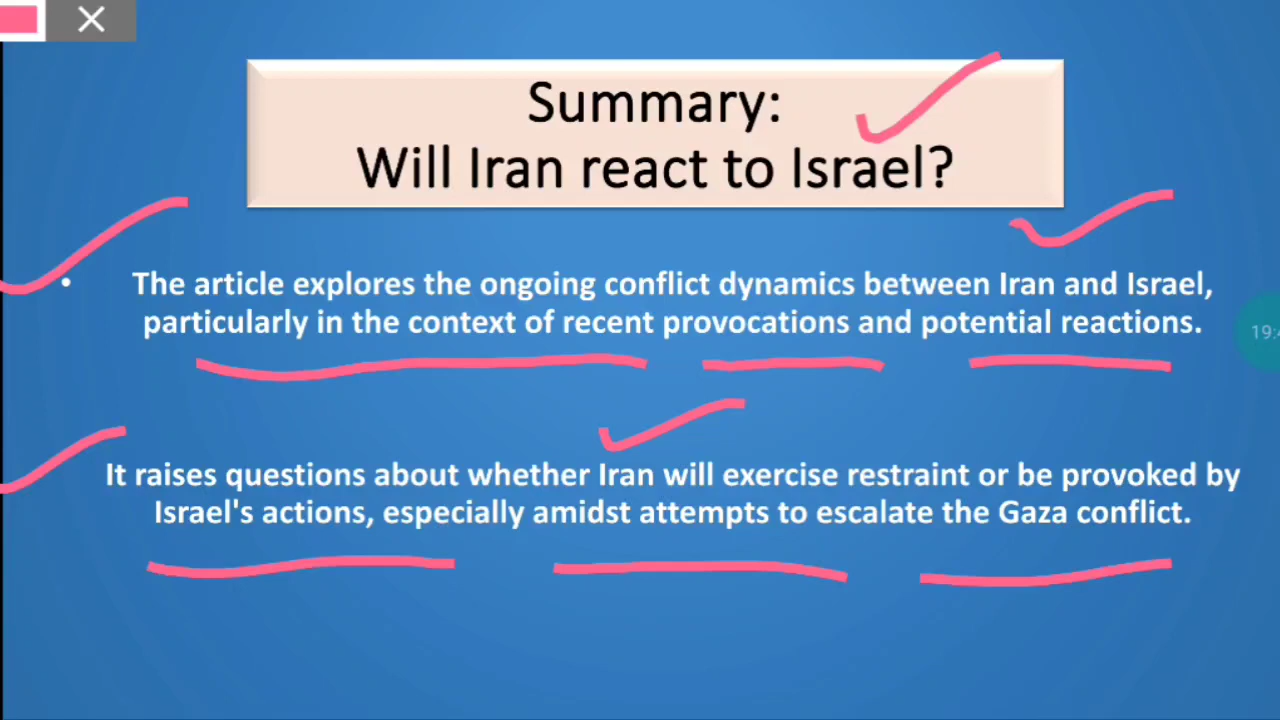 Summary:
Will Iran react to Israel?
• The article explores the ongoing conflict dynamics between Iran and Israel,
particularly in the context of recent provocations and potential reactions.
It raises questions about whether Iran will exercise restraint or be provoked by
Israel's actions, especially amidst attempts to escalate the Gaza conflict.